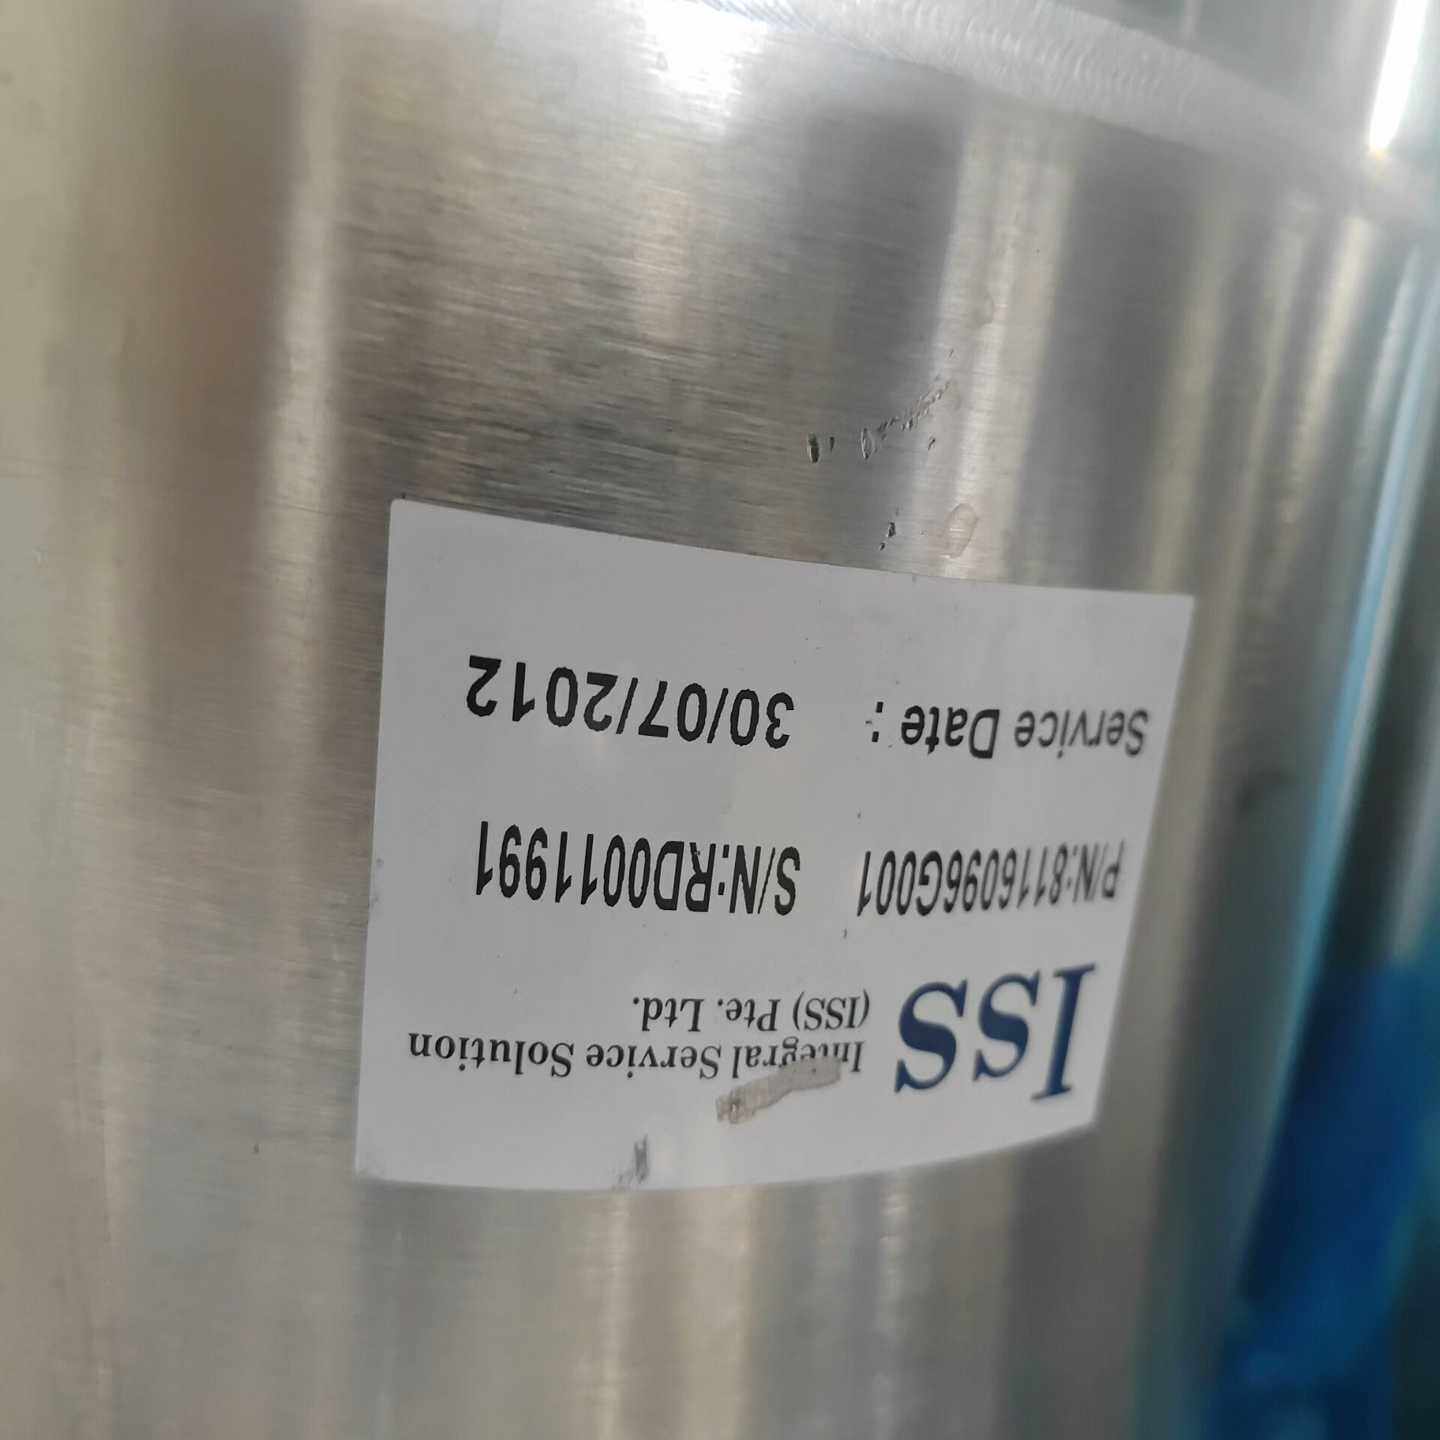 ISS
Integral Service Solution
(ISS) Pte. Ltd.
P/N:8116096G001 S/N:RD0011991
Service Date : 30/07/2012